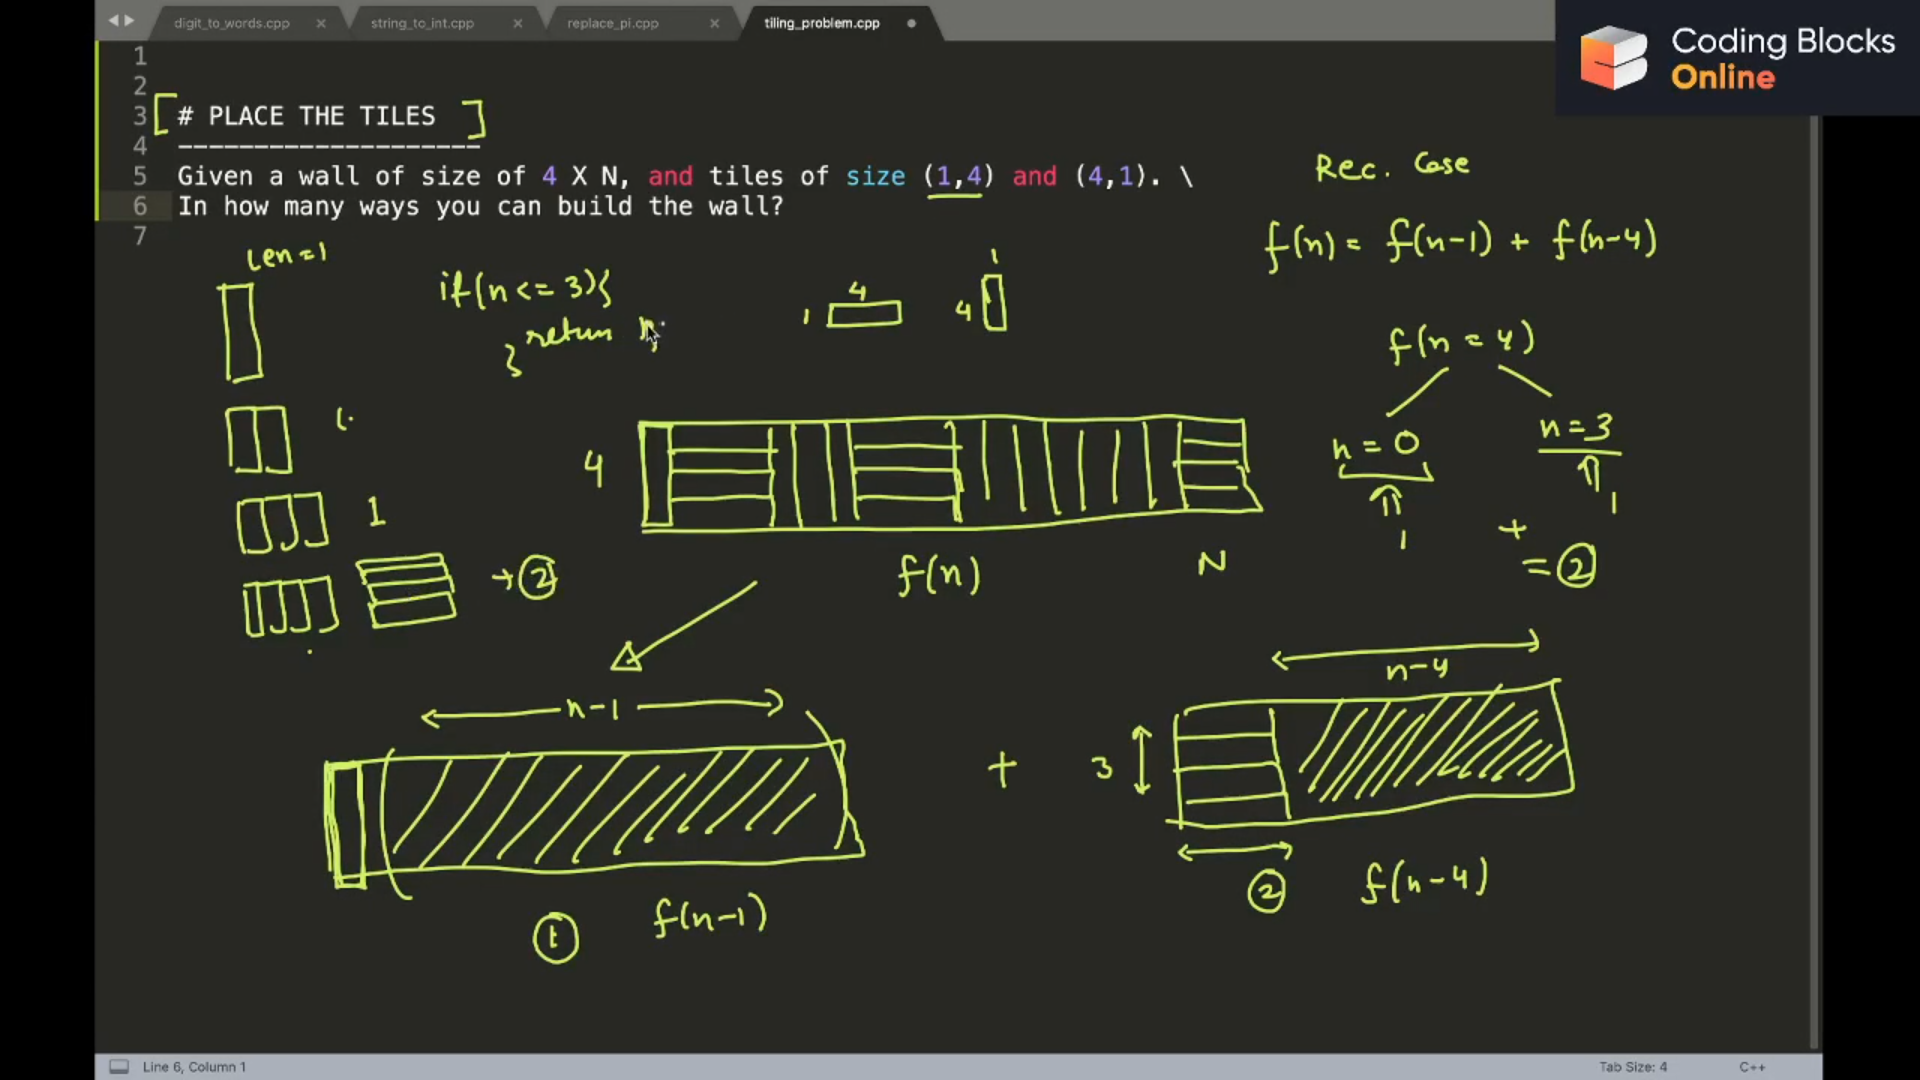 digit_to_words.cpp
string_to_int.cpp
replace_pi.cpp
tiling_problem.cpp
Coding Blocks
Online
1
2
3 # PLACE THE TILES
4 --------------------
5 Given a wall of size of 4 X N, and tiles of size (1,4) and (4,1). \
6 In how many ways you can build the wall?
7
Rec. Case
f(n) = f(n-1) + f(n-4)
len=1
if(n <= 3){
return
}
1 4
4 1
f(n = 4)
n = 0
n = 3
1
1
+
= 2
4
1
→ 2
f(n)
N
n-1
n-4
+
3
1
f(n-1)
2
f(n-4)
Line 6, Column 1
Tab Size: 4
C++